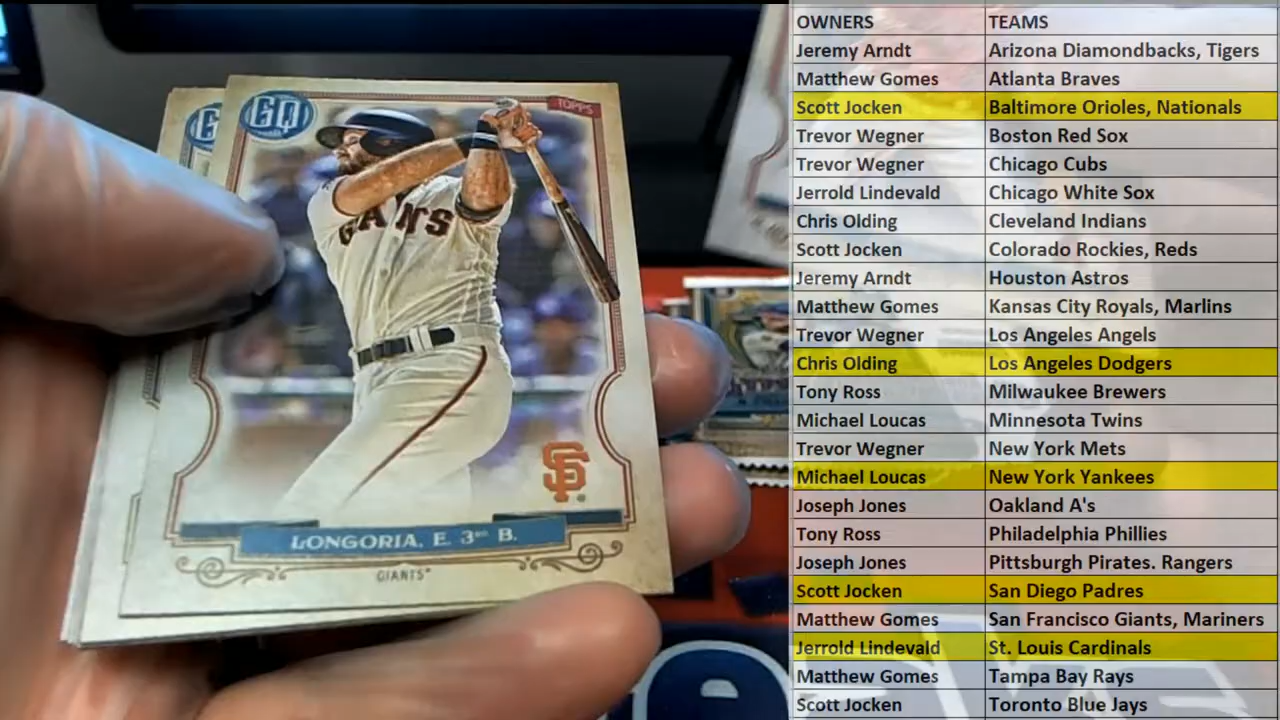 GQ
TOPPS
GIANTS
SF
LONGORIA, E. 3RD B.
GIANTS
OWNERS TEAMS
Jeremy Arndt Arizona Diamondbacks, Tigers
Matthew Gomes Atlanta Braves
Scott Jocken Baltimore Orioles, Nationals
Trevor Wegner Boston Red Sox
Trevor Wegner Chicago Cubs
Jerrold Lindevald Chicago White Sox
Chris Olding Cleveland Indians
Scott Jocken Colorado Rockies, Reds
Jeremy Arndt Houston Astros
Matthew Gomes Kansas City Royals, Marlins
Trevor Wegner Los Angeles Angels
Chris Olding Los Angeles Dodgers
Tony Ross Milwaukee Brewers
Michael Loucas Minnesota Twins
Trevor Wegner New York Mets
Michael Loucas New York Yankees
Joseph Jones Oakland A's
Tony Ross Philadelphia Phillies
Joseph Jones Pittsburgh Pirates. Rangers
Scott Jocken San Diego Padres
Matthew Gomes San Francisco Giants, Mariners
Jerrold Lindevald St. Louis Cardinals
Matthew Gomes Tampa Bay Rays
Scott Jocken Toronto Blue Jays